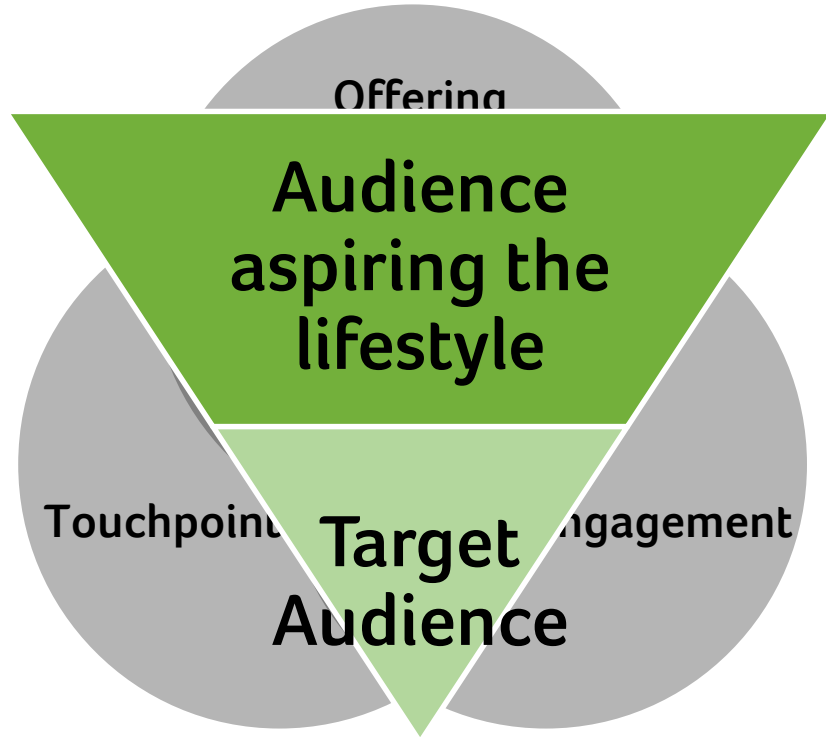 Offering
Audience
aspiring the
lifestyle
Touchpoint
ngagement
Target
Audience